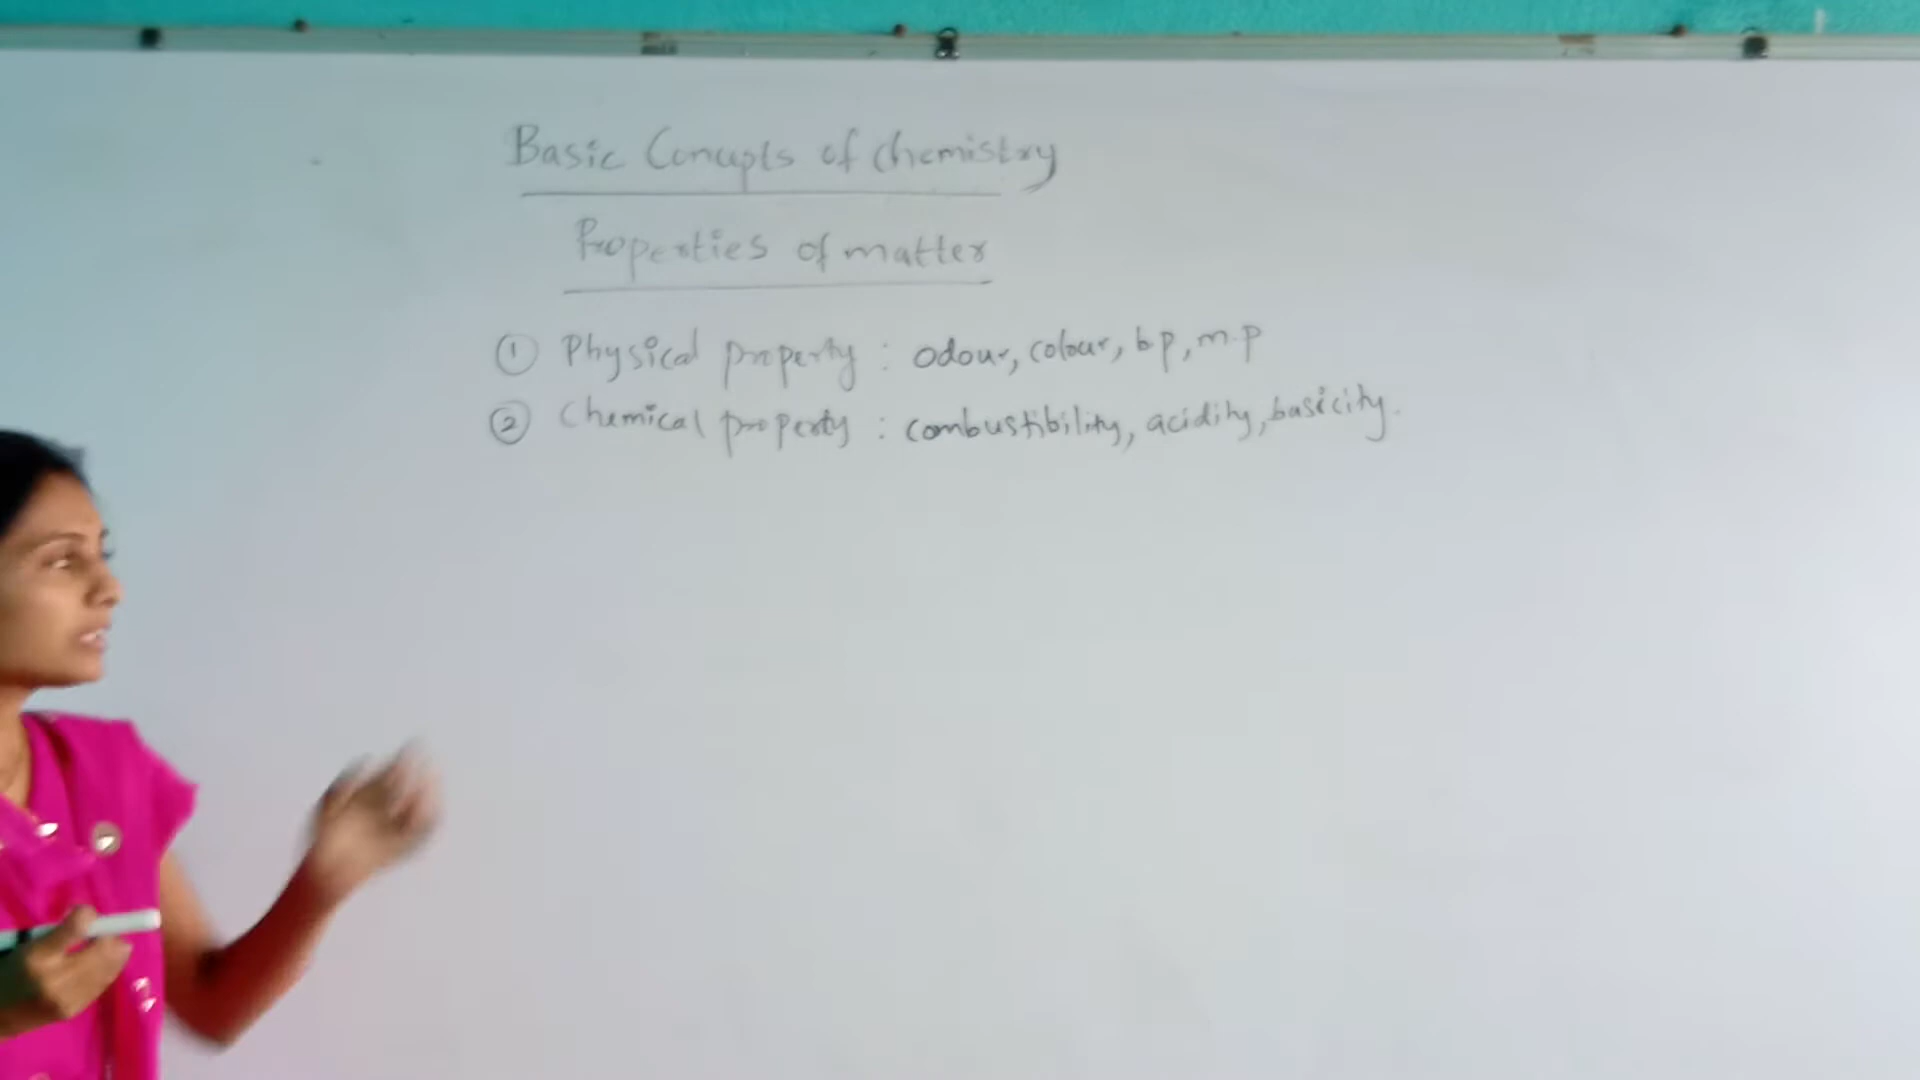 Basic Concepts of chemistry
Properties of matter
① Physical property : odour, colour, b p, m.p
② Chemical property : combustibility, acidity, basicity.